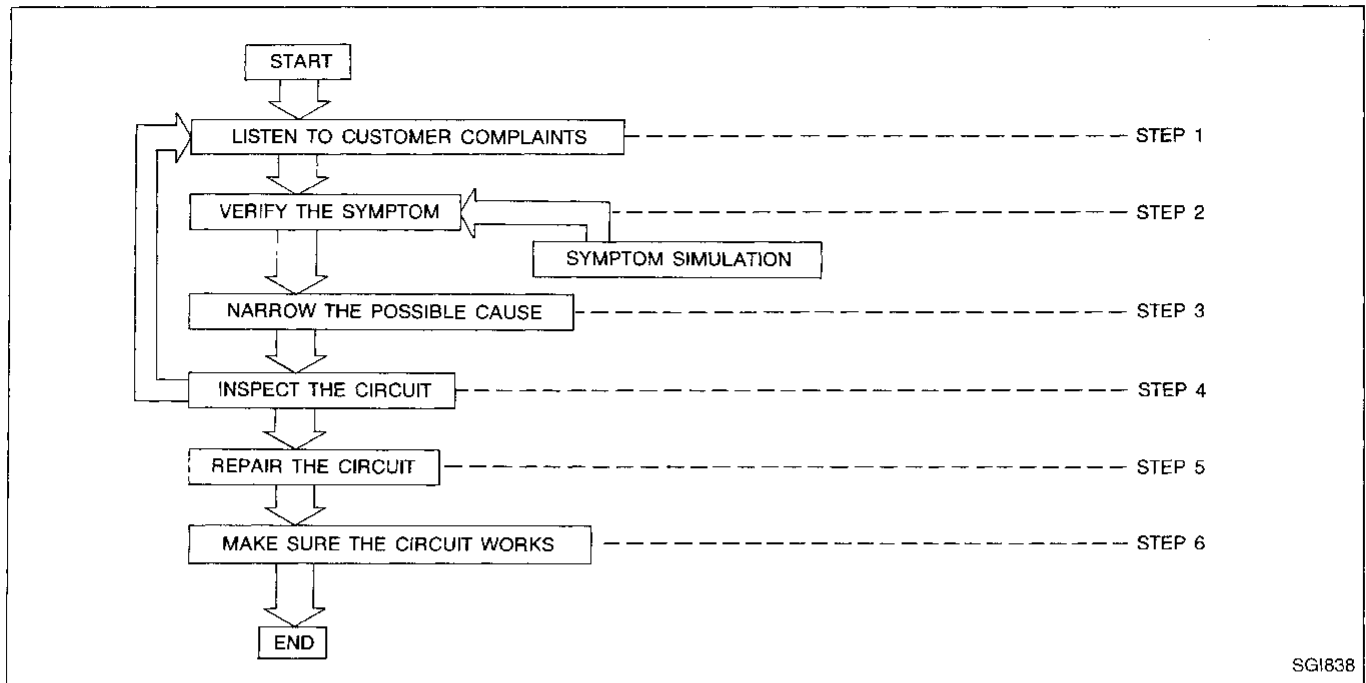 START
LISTEN TO CUSTOMER COMPLAINTS STEP 1
VERIFY THE SYMPTOM STEP 2
SYMPTOM SIMULATION
NARROW THE POSSIBLE CAUSE STEP 3
INSPECT THE CIRCUIT STEP 4
REPAIR THE CIRCUIT STEP 5
MAKE SURE THE CIRCUIT WORKS STEP 6
END
SGI838